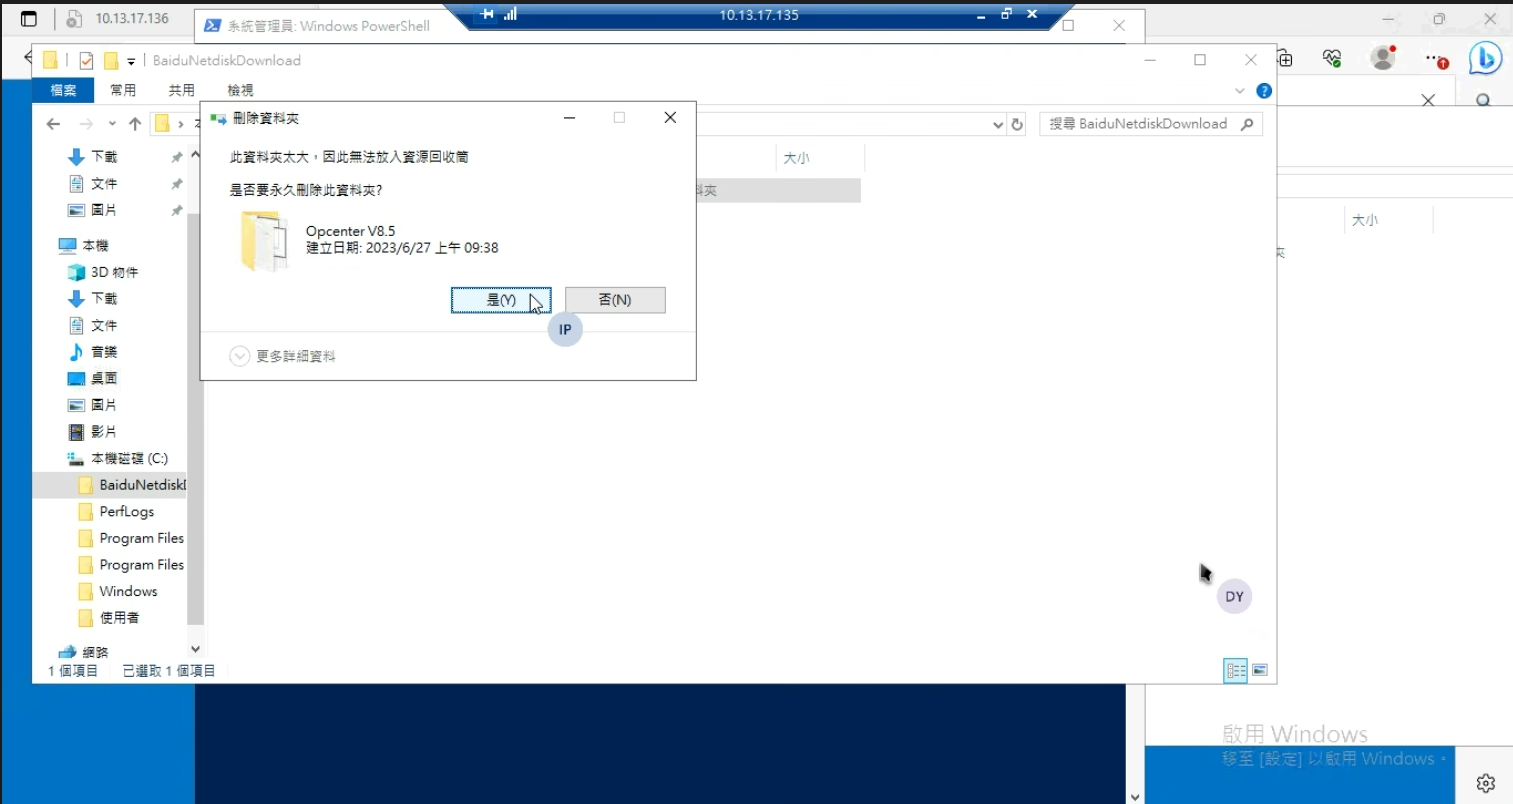 10.13.17.136
系統管理員: Windows PowerShell
10.13.17.135
BaiduNetdiskDownload
檔案 常用 共用 檢視
搜尋 BaiduNetdiskDownload
刪除資料夾
此資料夾太大，因此無法放入資源回收筒
是否要永久刪除此資料夾?
Opcenter V8.5
建立日期: 2023/6/27 上午 09:38
是(Y) 否(N)
IP
更多詳細資料
大小
料夾
大小
夾
下載
文件
圖片
本機
3D 物件
下載
文件
音樂
桌面
圖片
影片
本機磁碟 (C:)
BaiduNetdiskD
PerfLogs
Program Files
Program Files
Windows
使用者
網路
1 個項目 已選取 1 個項目
DY
啟用 Windows
移至 [設定] 以啟用 Windows。